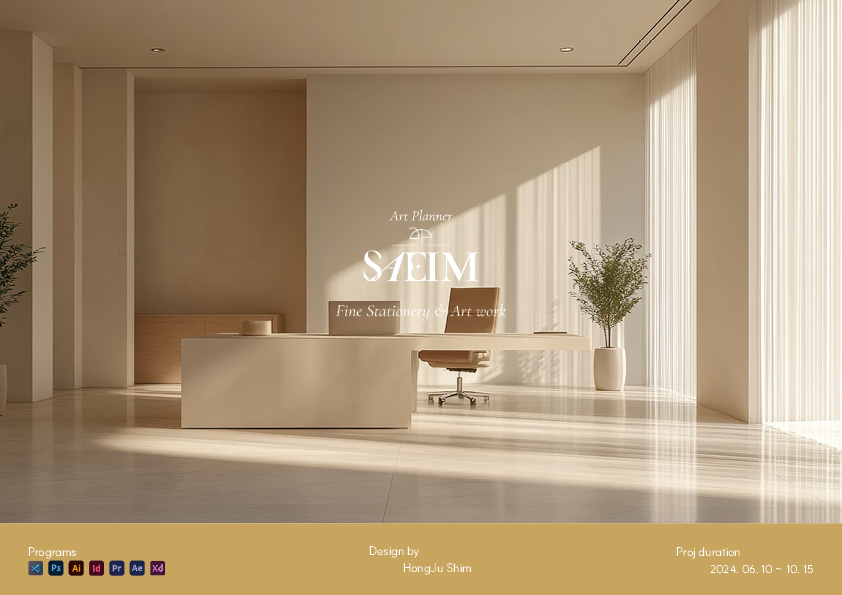 Art Planner
SAEIM
Fine Stationery & Art work
Programs
Ps Ai Id Pr Ae Xd
Design by
HongJu Shim
Proj duration
2024. 06. 10 ~ 10. 15